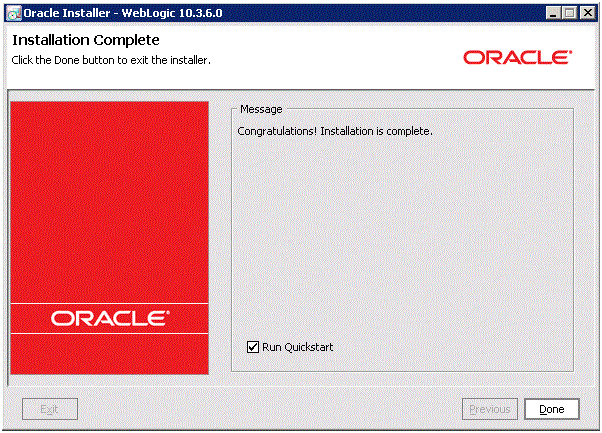 Oracle Installer - WebLogic 10.3.6.0
Installation Complete
Click the Done button to exit the installer.
ORACLE®
Message
Congratulations! Installation is complete.
ORACLE®
Run Quickstart
Exit
Previous
Done